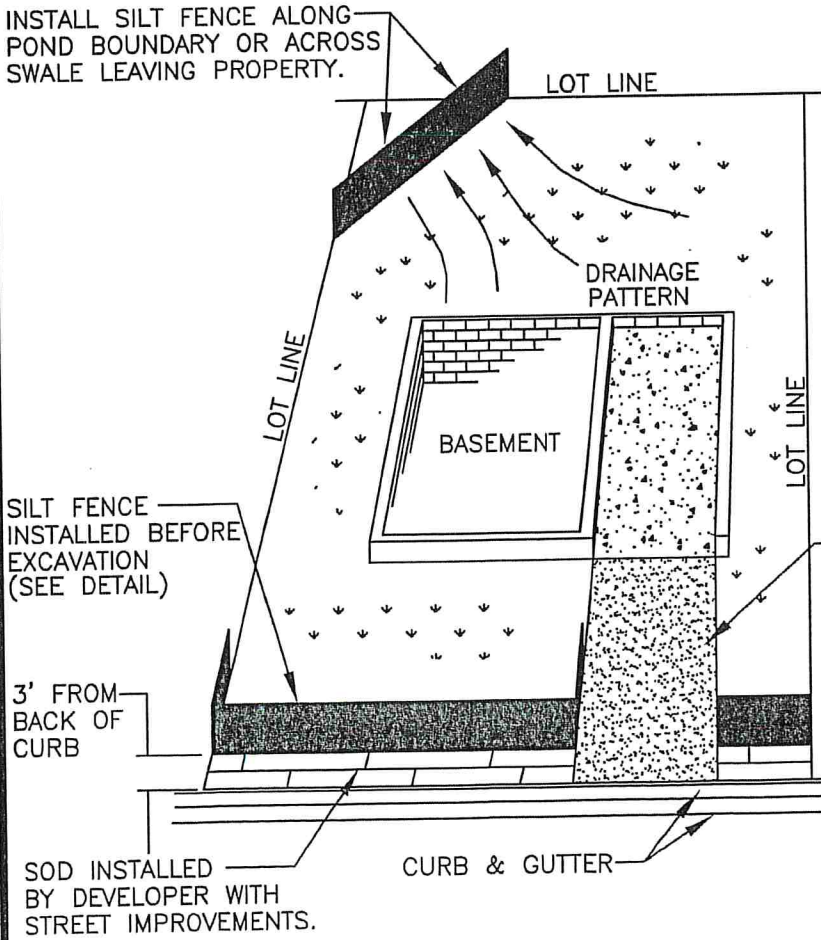 INSTALL SILT FENCE ALONG
POND BOUNDARY OR ACROSS
SWALE LEAVING PROPERTY.
LOT LINE
DRAINAGE
PATTERN
LOT LINE
BASEMENT
LOT LINE
SILT FENCE
INSTALLED BEFORE
EXCAVATION
(SEE DETAIL)
3' FROM
BACK OF
CURB
SOD INSTALLED
BY DEVELOPER WITH
STREET IMPROVEMENTS.
CURB & GUTTER